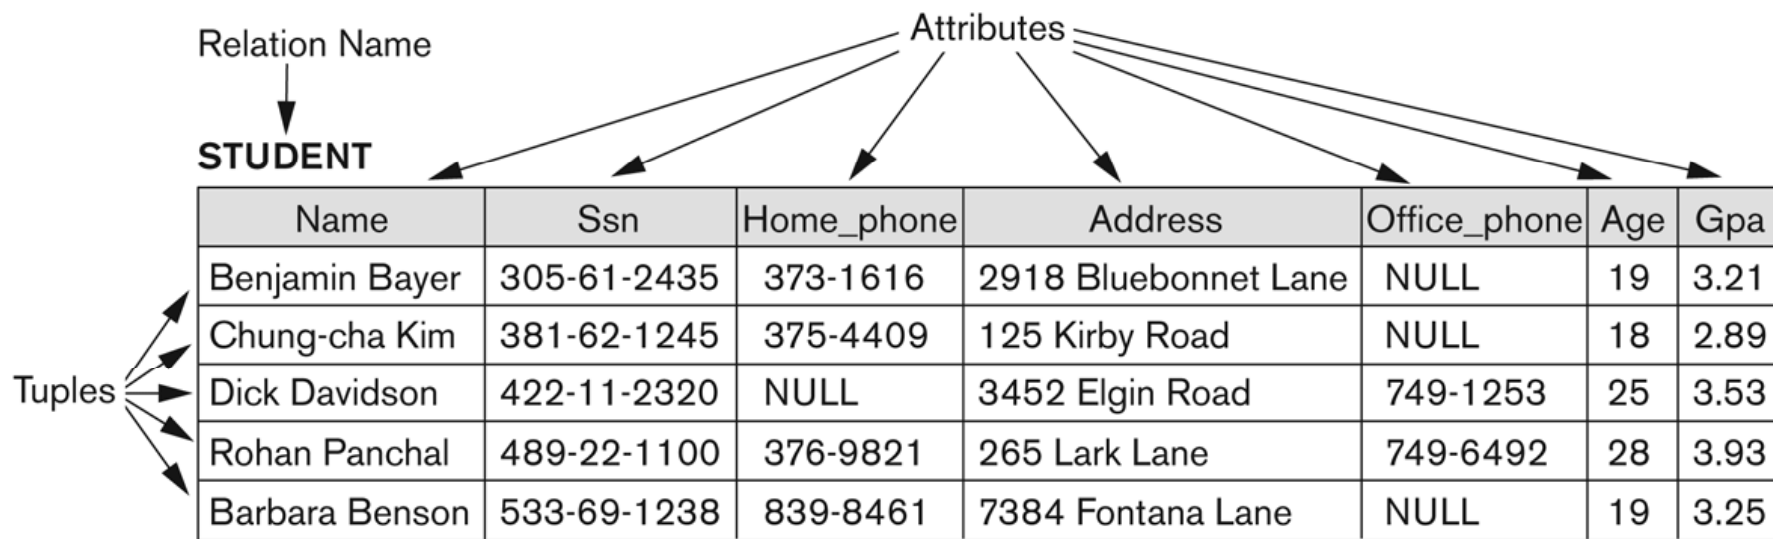 Attributes
Relation Name
STUDENT
Name Ssn Home_phone Address Office_phone Age Gpa
Benjamin Bayer 305-61-2435 373-1616 2918 Bluebonnet Lane NULL 19 3.21
Chung-cha Kim 381-62-1245 375-4409 125 Kirby Road NULL 18 2.89
Tuples Dick Davidson 422-11-2320 NULL 3452 Elgin Road 749-1253 25 3.53
Rohan Panchal 489-22-1100 376-9821 265 Lark Lane 749-6492 28 3.93
Barbara Benson 533-69-1238 839-8461 7384 Fontana Lane NULL 19 3.25